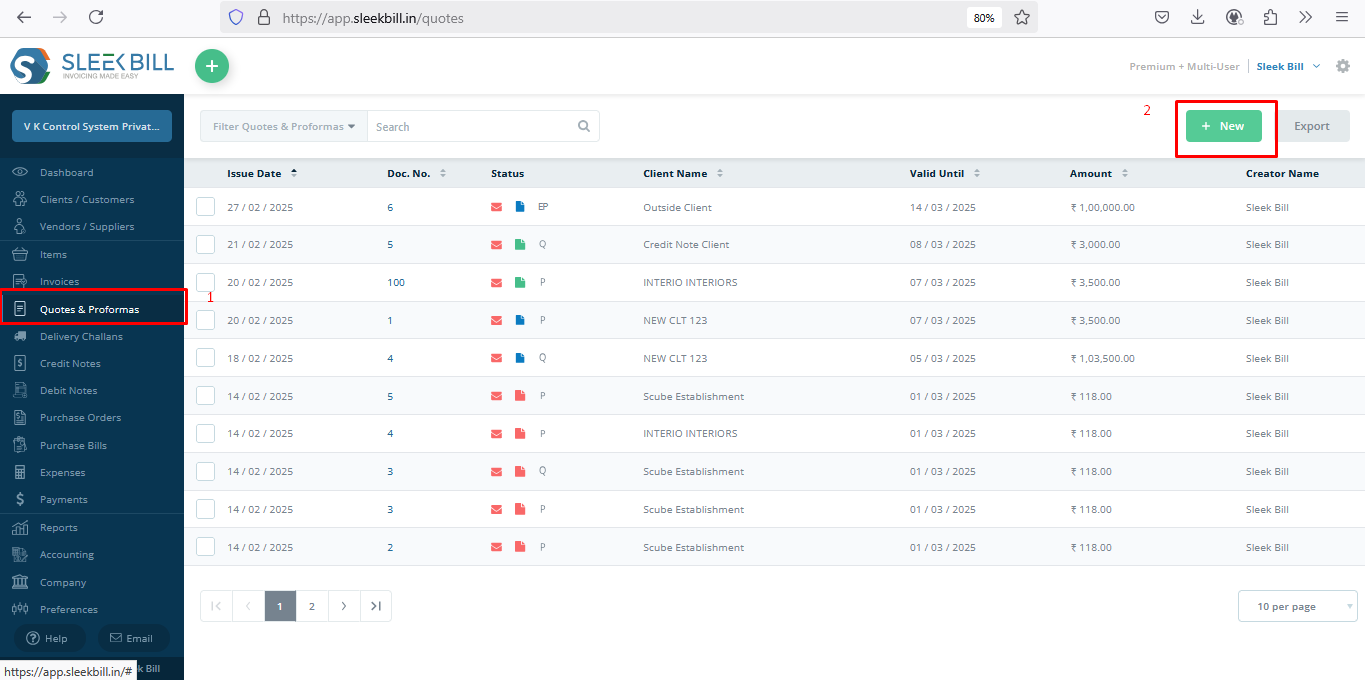 https://app.sleekbill.in/quotes
80%
SLEEK BILL
INVOICING MADE EASY
+
Premium + Multi-User
Sleek Bill
V K Control System Privat...
Dashboard
Clients / Customers
Vendors / Suppliers
Items
Invoices
Quotes & Proformas
Delivery Challans
Credit Notes
Debit Notes
Purchase Orders
Purchase Bills
Expenses
Payments
Reports
Accounting
Company
Preferences
Help
Email
k Bill
https://app.sleekbill.in/#
1
2
Filter Quotes & Proformas
Search
+ New
Export
Issue Date Doc. No. Status Client Name Valid Until Amount Creator Name
27 / 02 / 2025 6 EP Outside Client 14 / 03 / 2025 ₹ 1,00,000.00 Sleek Bill
21 / 02 / 2025 5 Q Credit Note Client 08 / 03 / 2025 ₹ 3,000.00 Sleek Bill
20 / 02 / 2025 100 P INTERIO INTERIORS 07 / 03 / 2025 ₹ 3,500.00 Sleek Bill
20 / 02 / 2025 1 P NEW CLT 123 07 / 03 / 2025 ₹ 3,500.00 Sleek Bill
18 / 02 / 2025 4 Q NEW CLT 123 05 / 03 / 2025 ₹ 1,03,500.00 Sleek Bill
14 / 02 / 2025 5 P Scube Establishment 01 / 03 / 2025 ₹ 118.00 Sleek Bill
14 / 02 / 2025 4 P INTERIO INTERIORS 01 / 03 / 2025 ₹ 118.00 Sleek Bill
14 / 02 / 2025 3 Q Scube Establishment 01 / 03 / 2025 ₹ 118.00 Sleek Bill
14 / 02 / 2025 3 P Scube Establishment 01 / 03 / 2025 ₹ 118.00 Sleek Bill
14 / 02 / 2025 2 P Scube Establishment 01 / 03 / 2025 ₹ 118.00 Sleek Bill
1 2
10 per page